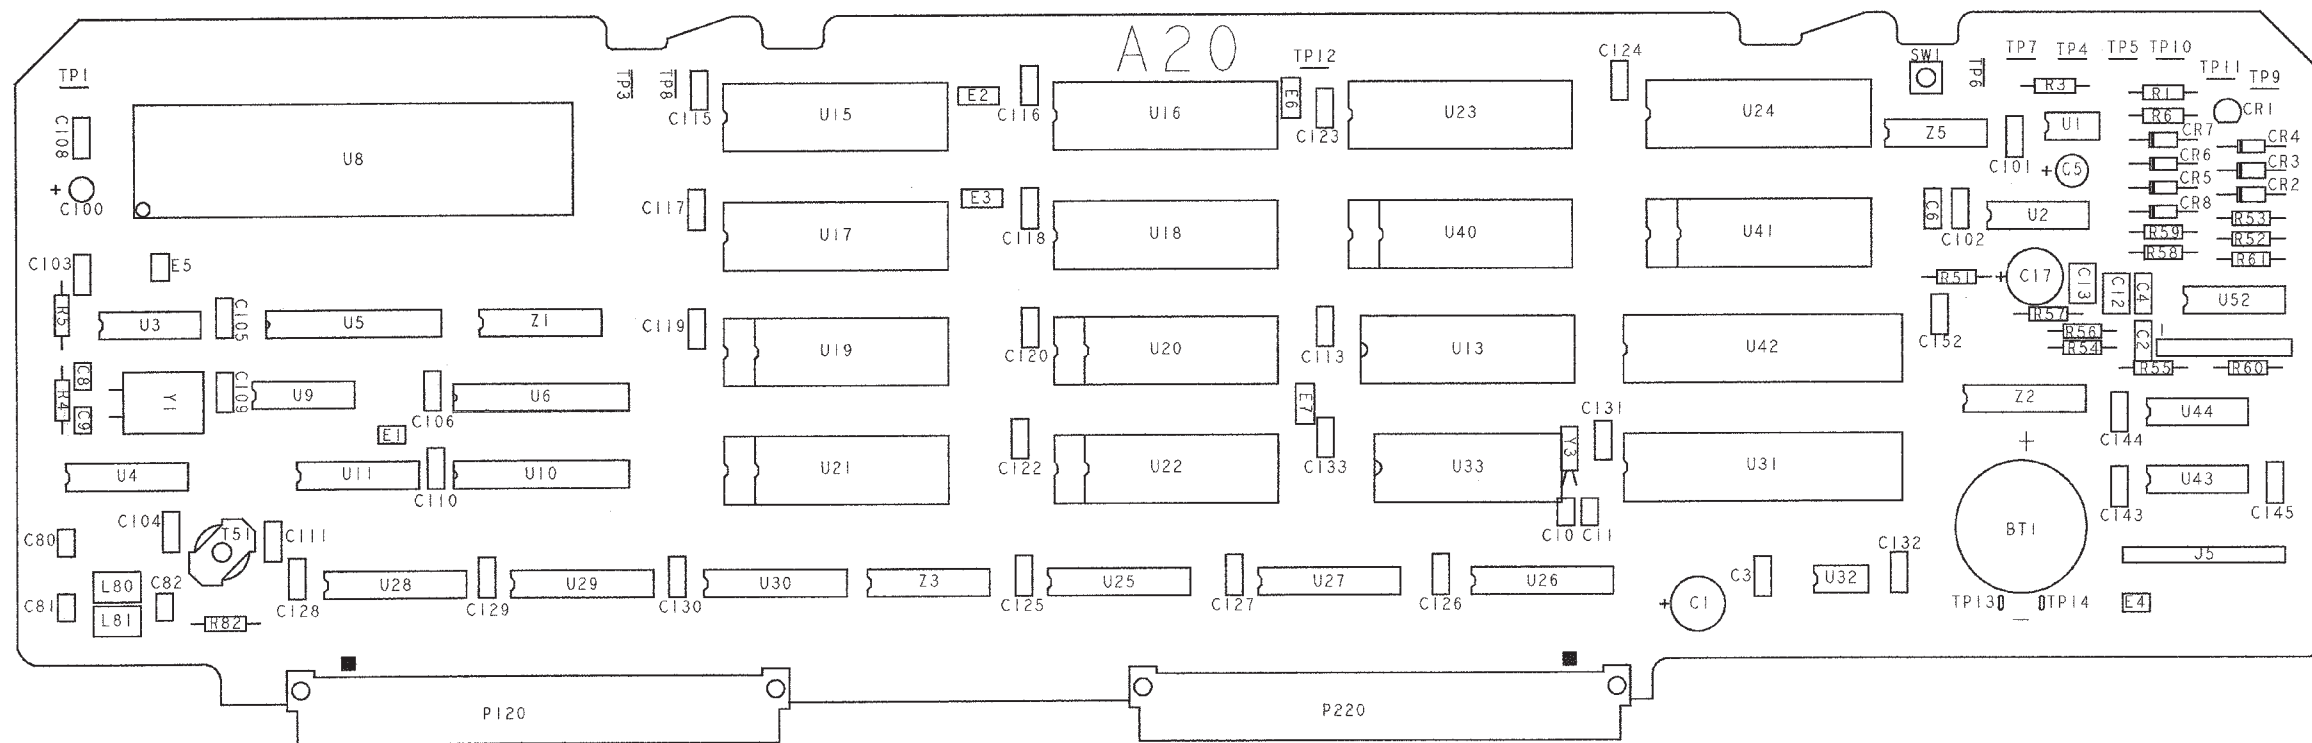 A20
TP1
TP3
TP8
TP12
C124
SW1
TP6
TP7
TP4
TP5
TP10
TP11
TP9
C108
U8
C115
U15
E2
C116
U16
E6
C123
U23
U24
Z5
C101
R3
U1
R1
R6
CR1
CR7
CR4
CR6
CR3
CR5
CR2
CR8
+
C100
+
C5
C117
U17
E3
C118
U18
U40
U41
C6
C102
U2
R53
R59
R52
R58
R61
C103
E5
R51
+
C17
C13
C12
C4
U52
R5
U3
C105
U5
Z1
C119
U19
C120
U20
C113
U13
U42
C152
R57
R56
R54
C2
1
R55
R60
C8
R4
C9
Y1
C109
U9
C106
U6
E1
E7
C131
Z2
C144
U44
U4
U11
C110
U10
U21
C122
U22
C133
U33
Y3
U31
+
U43
C143
C145
C104
T51
C111
C80
C10
C11
BT1
J5
L80
C82
C128
U28
C129
U29
C130
U30
Z3
C125
U25
C127
U27
C126
U26
C3
U32
C132
C81
L81
R82
+
C1
TP13
TP14
E4
−
P120
P220